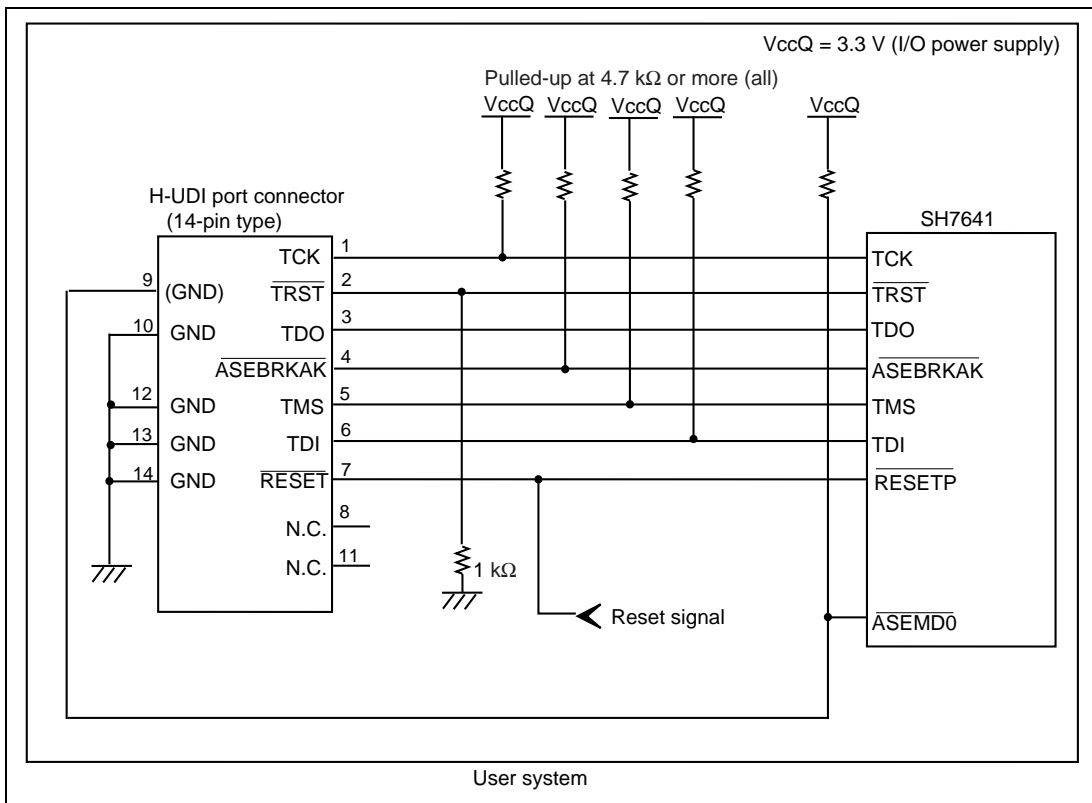 VccQ = 3.3 V (I/O power supply)
Pulled-up at 4.7 kΩ or more (all)
VccQ VccQ VccQ VccQ VccQ
H-UDI port connector
(14-pin type)
SH7641
TCK 1 TCK
9 (GND) TRST 2 TRST
10 GND TDO 3 TDO
ASEBRKAK 4 ASEBRKAK
12 GND TMS 5 TMS
13 GND TDI 6 TDI
14 GND RESET 7 RESETP
N.C. 8
N.C. 11
1 kΩ
Reset signal
ASEMD0
User system